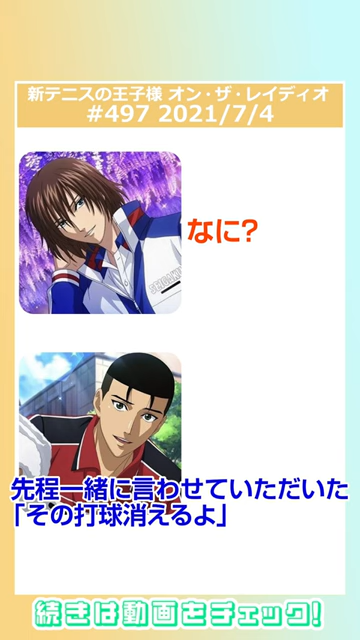 新テニスの王子様 オン・ザ・レイディオ
#497 2021/7/4
なに?
SEIGAKU
先程一緒に言わせていただいた
「その打球消えるよ」
続きは動画をチェック!